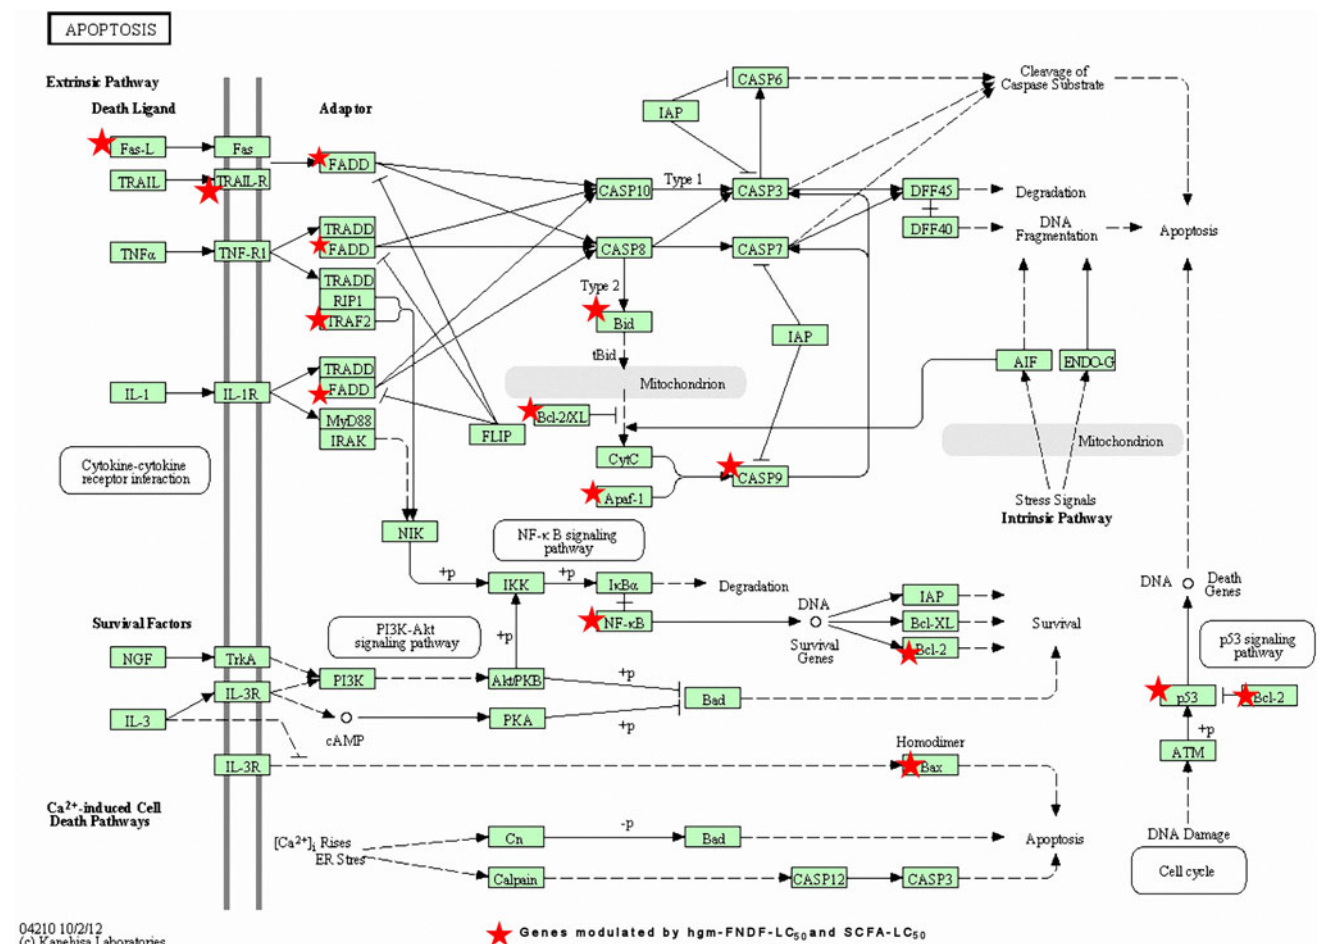 APOPTOSIS
Extrinsic Pathway
Death Ligand
Adaptor
Fas-L
Fas
FADD
TRAIL
TRAIL-R
CASP6
Cleavage of
Caspase Substrate
IAP
CASP10
Type 1
CASP3
DFF45
Degradation
TNFα
TNF-R1
TRADD
FADD
CASP8
CASP7
DFF40
DNA
Fragmentation
Apoptosis
TRADD
RIP1
TRAF2
Type 2
Bid
tBid
IAP
Mitochondrion
AIF
ENDO-G
IL-1
IL-1R
TRADD
FADD
MyD88
IRAK
FLIP
Bcl-2/XL
CytC
Apaf-1
CASP9
Mitochondrion
Stress Signals
Intrinsic Pathway
Cytokine-cytokine
receptor interaction
NIK
NF-κB signaling
pathway
+p
IKK
+p
IκBα
Degradation
NF-κB
DNA
Survival
Genes
IAP
Bcl-XL
Bcl-2
Survival
DNA
Death
Genes
Survival Factors
PI3K-Akt
signaling pathway
+p
p53 signaling
pathway
NGF
TrkA
PI3K
Akt/PKB
+p
Bad
IL-3
IL-3R
cAMP
PKA
+p
p53
Bcl-2
+p
ATM
IL-3R
Homodimer
Bax
DNA Damage
Cell cycle
Ca2+-induced Cell
Death Pathways
[Ca2+]i Rises
ER Stres
Cn
-p
Bad
Apoptosis
Calpain
CASP12
CASP3
04210 10/2/12
(c) Kanehisa Laboratories
Genes modulated by hgm-FNDF-LC50 and SCFA-LC50